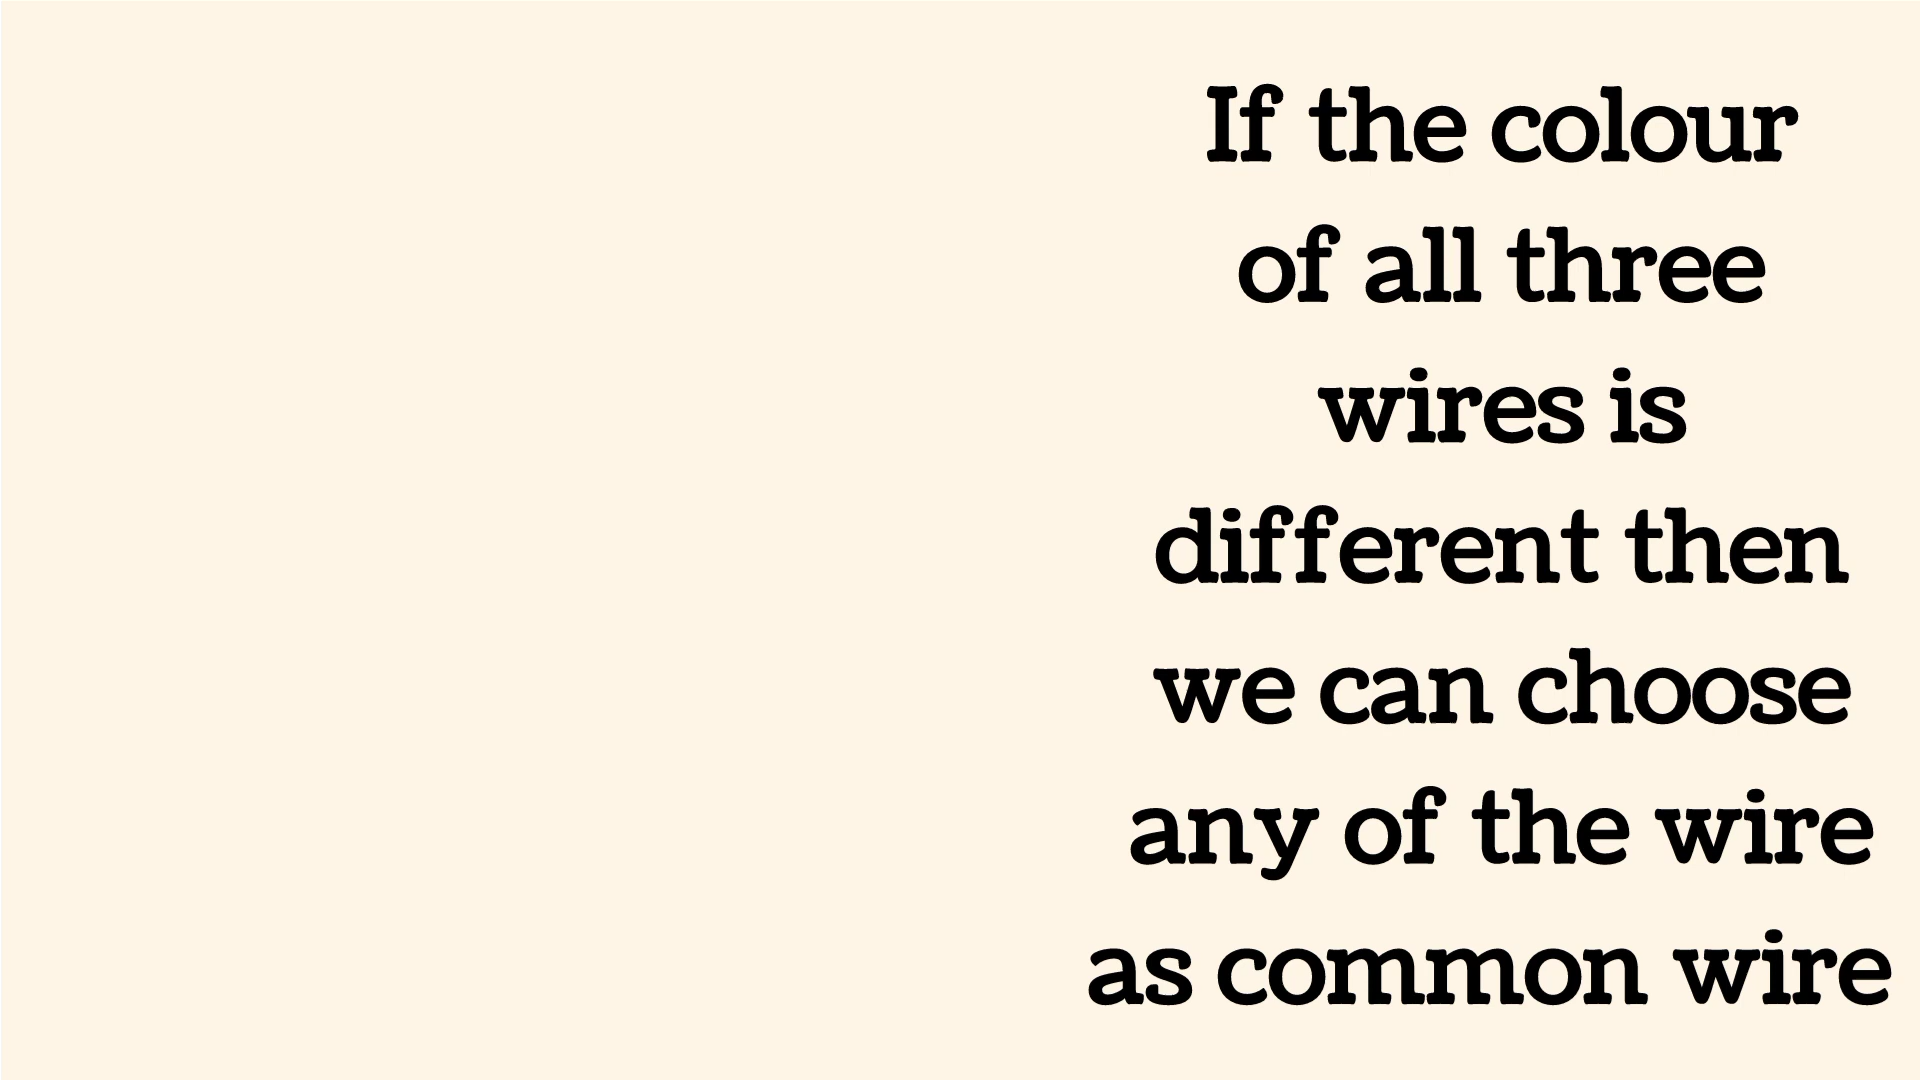 If the colour
of all three
wires is
different then
we can choose
any of the wire
as common wire